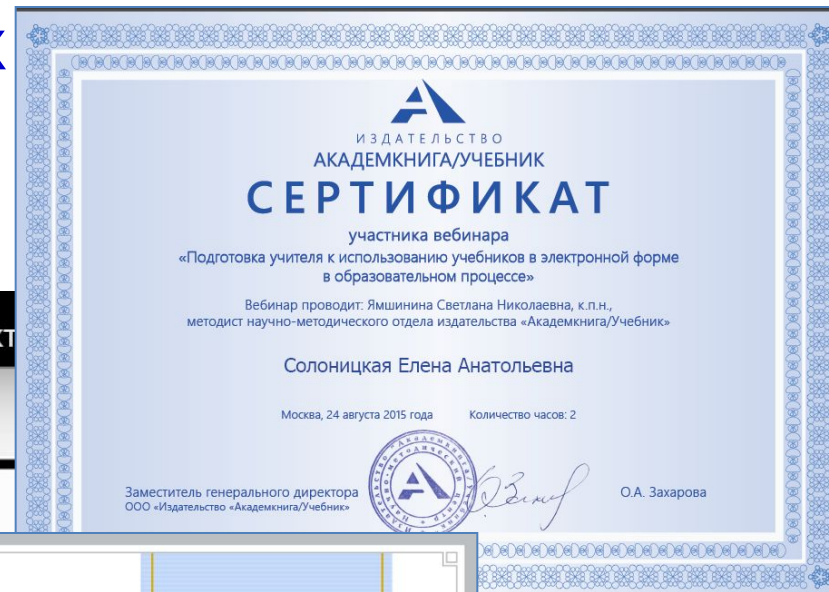 ИЗДАТЕЛЬСТВО
АКАДЕМКНИГА/УЧЕБНИК
СЕРТИФИКАТ
участника вебинара
«Подготовка учителя к использованию учебников в электронной форме
в образовательном процессе»
Вебинар проводит: Ямшинина Светлана Николаевна, к.п.н.,
методист научно-методического отдела издательства «Академкнига/Учебник»
Солоницкая Елена Анатольевна
Москва, 24 августа 2015 года Количество часов: 2
Заместитель генерального директора
ООО «Издательство «Академкнига/Учебник»
О.А. Захарова